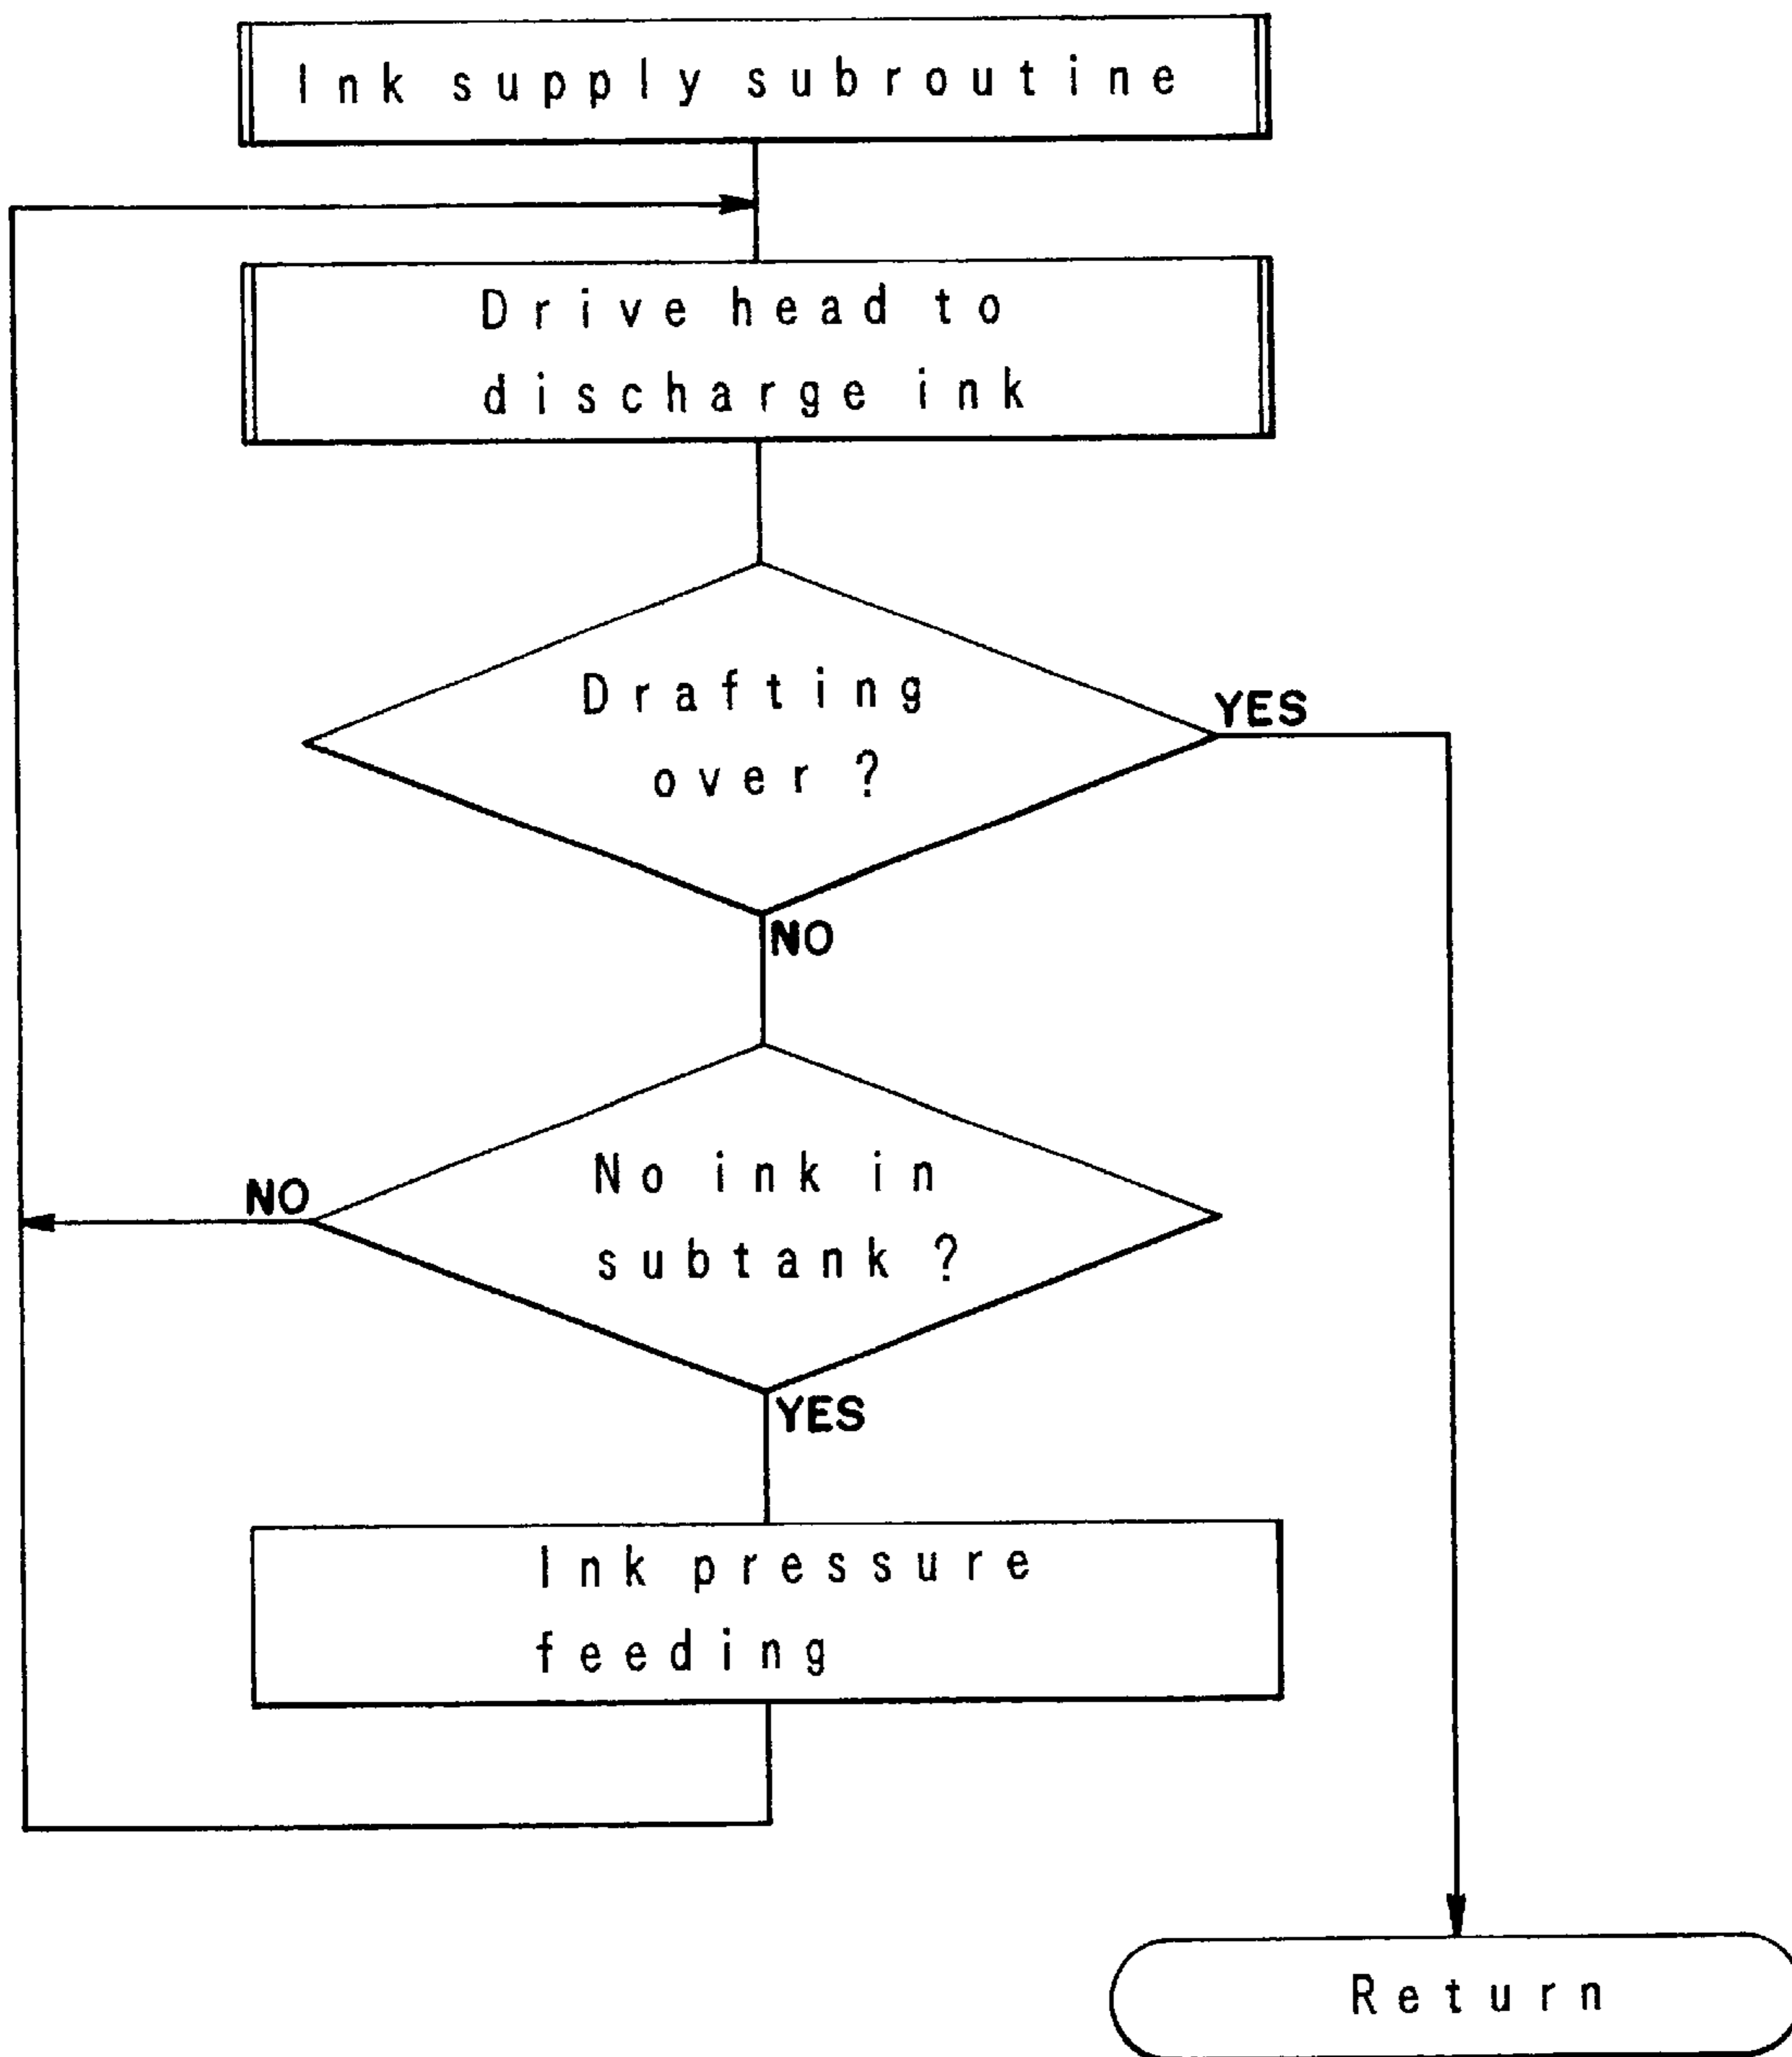 Ink supply subroutine
Drive head to
discharge ink
Drafting
over ?
YES
NO
No ink in
subtank ?
NO
YES
Ink pressure
feeding
Return